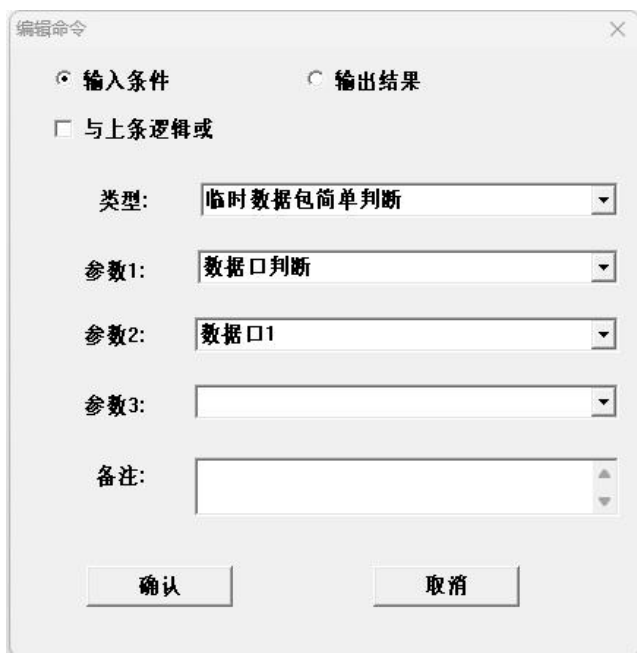 编辑命令
输入条件 输出结果
与上条逻辑或
类型: 临时数据包简单判断
参数1: 数据口判断
参数2: 数据口1
参数3:
备注:
确认 取消